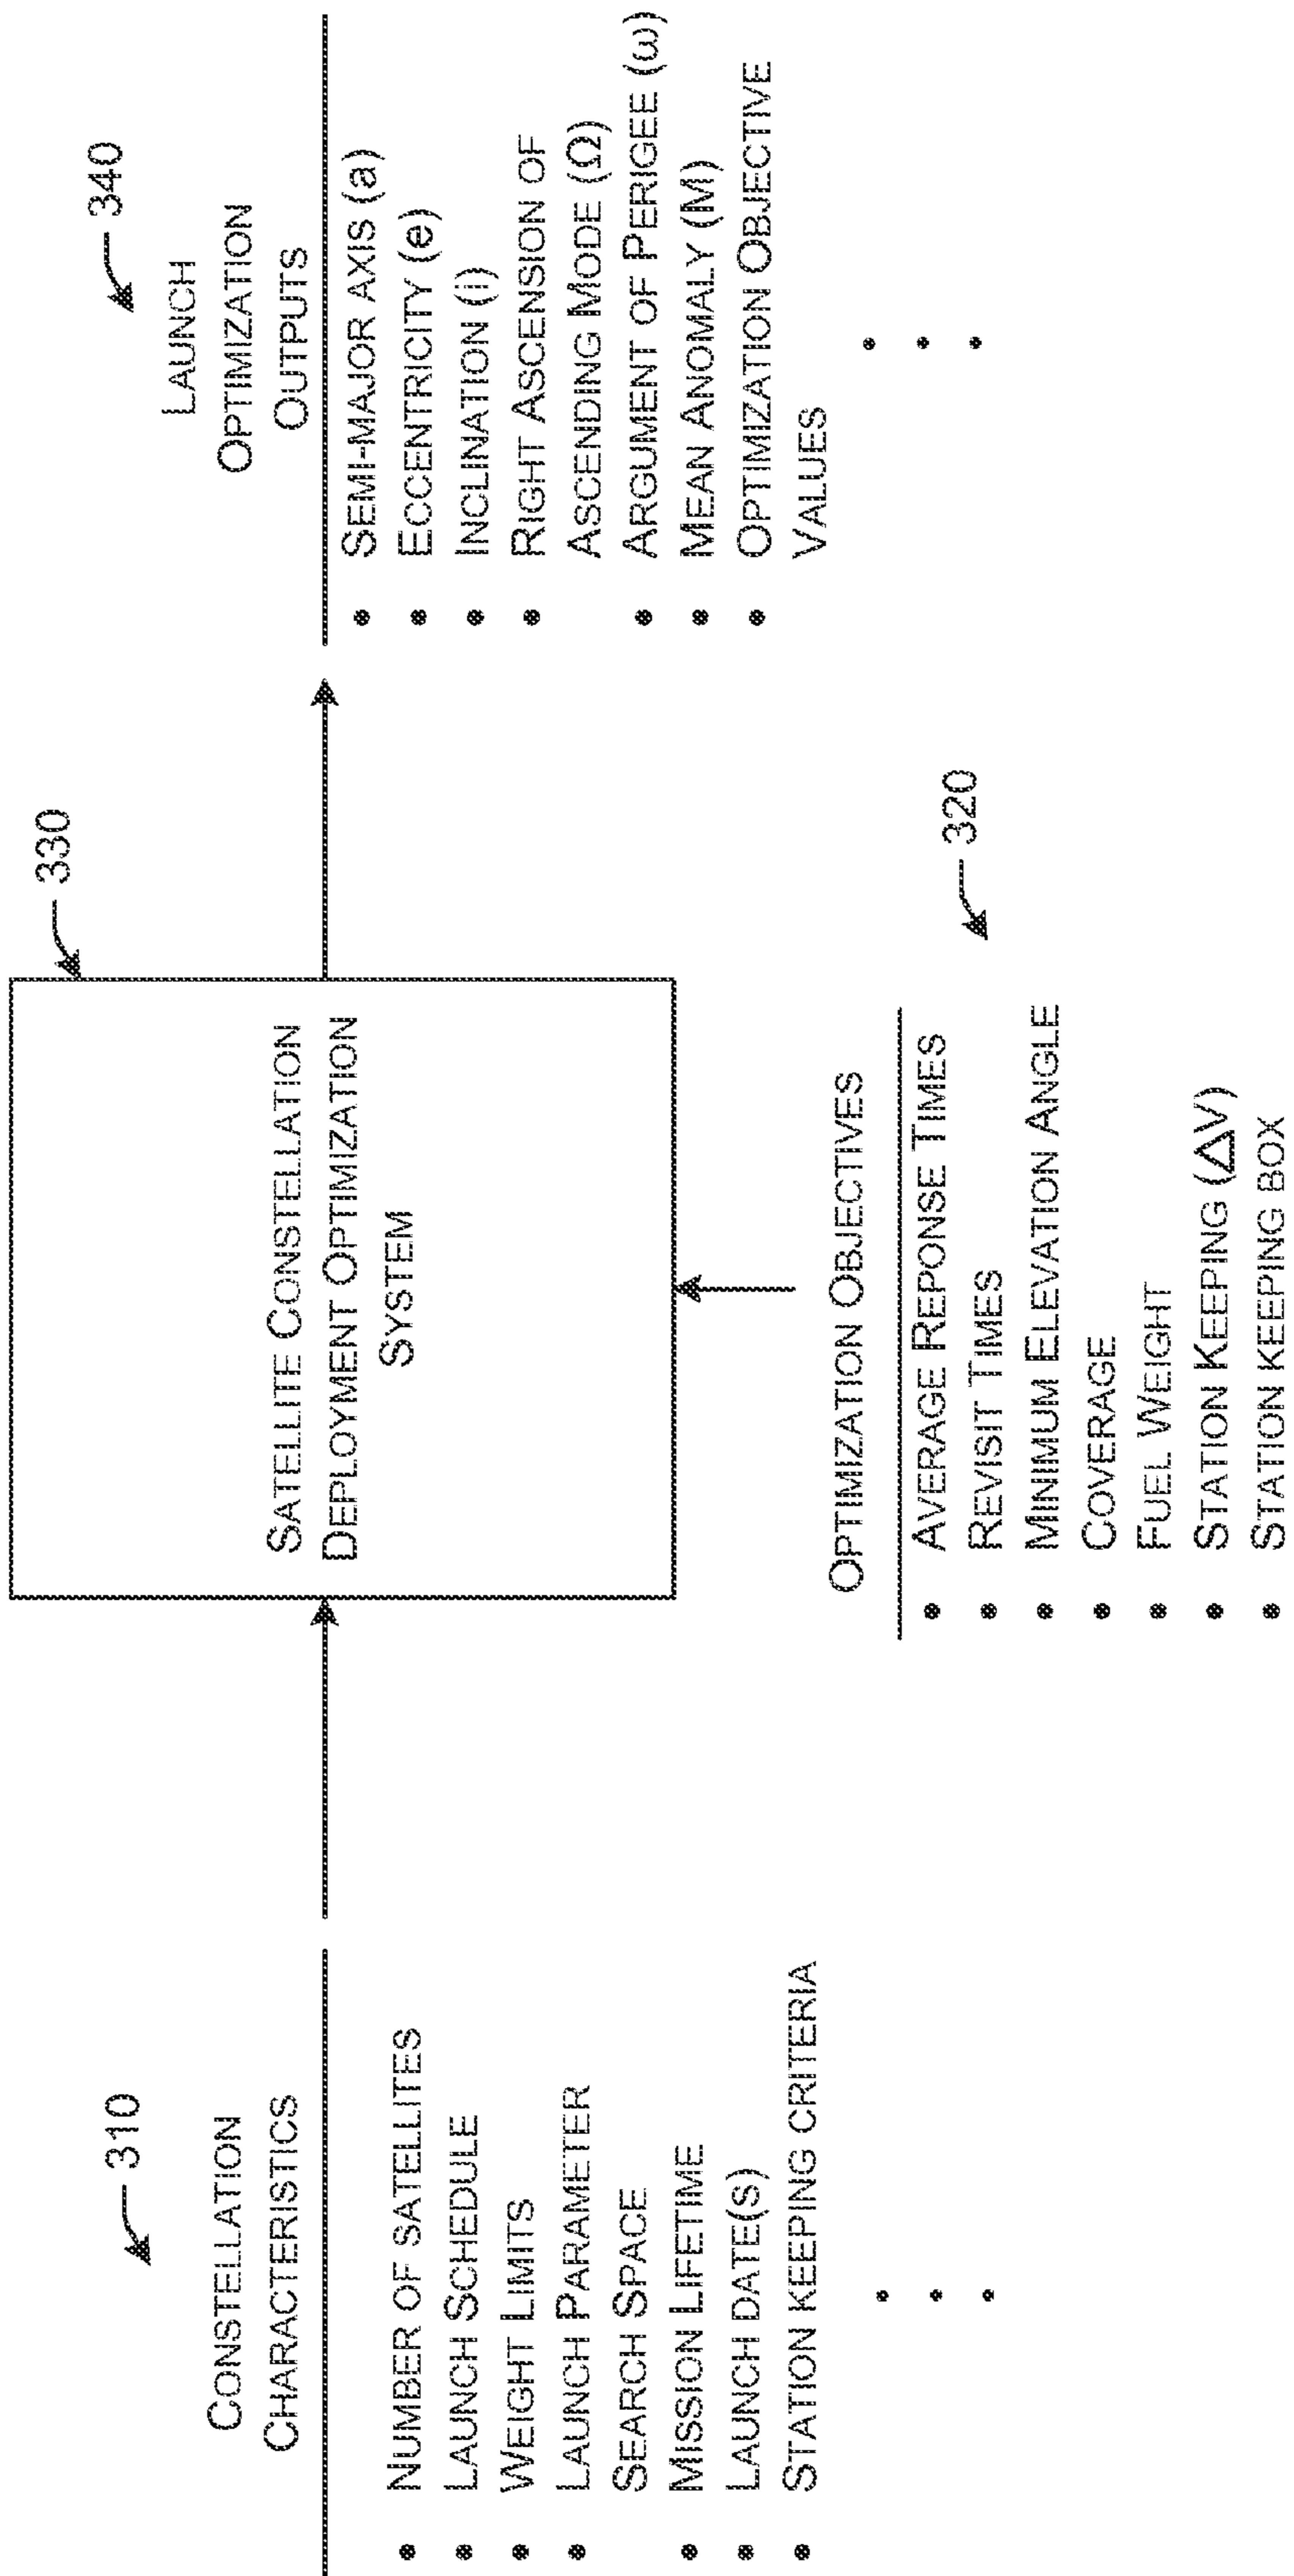 310
CONSTELLATION
CHARACTERISTICS
• NUMBER OF SATELLITES
• LAUNCH SCHEDULE
• WEIGHT LIMITS
• LAUNCH PARAMETER
SEARCH SPACE
• MISSION LIFETIME
• LAUNCH DATE(S)
• STATION KEEPING CRITERIA
330
SATELLITE CONSTELLATION
DEPLOYMENT OPTIMIZATION
SYSTEM
OPTIMIZATION OBJECTIVES
320
• AVERAGE REPONSE TIMES
• REVISIT TIMES
• MINIMUM ELEVATION ANGLE
• COVERAGE
• FUEL WEIGHT
• STATION KEEPING (ΔV)
• STATION KEEPING BOX
340
LAUNCH
OPTIMIZATION
OUTPUTS
• SEMI-MAJOR AXIS (a)
• ECCENTRICITY (e)
• INCLINATION (i)
• RIGHT ASCENSION OF
ASCENDING MODE (Ω)
• ARGUMENT OF PERIGEE (ω)
• MEAN ANOMALY (M)
• OPTIMIZATION OBJECTIVE
VALUES